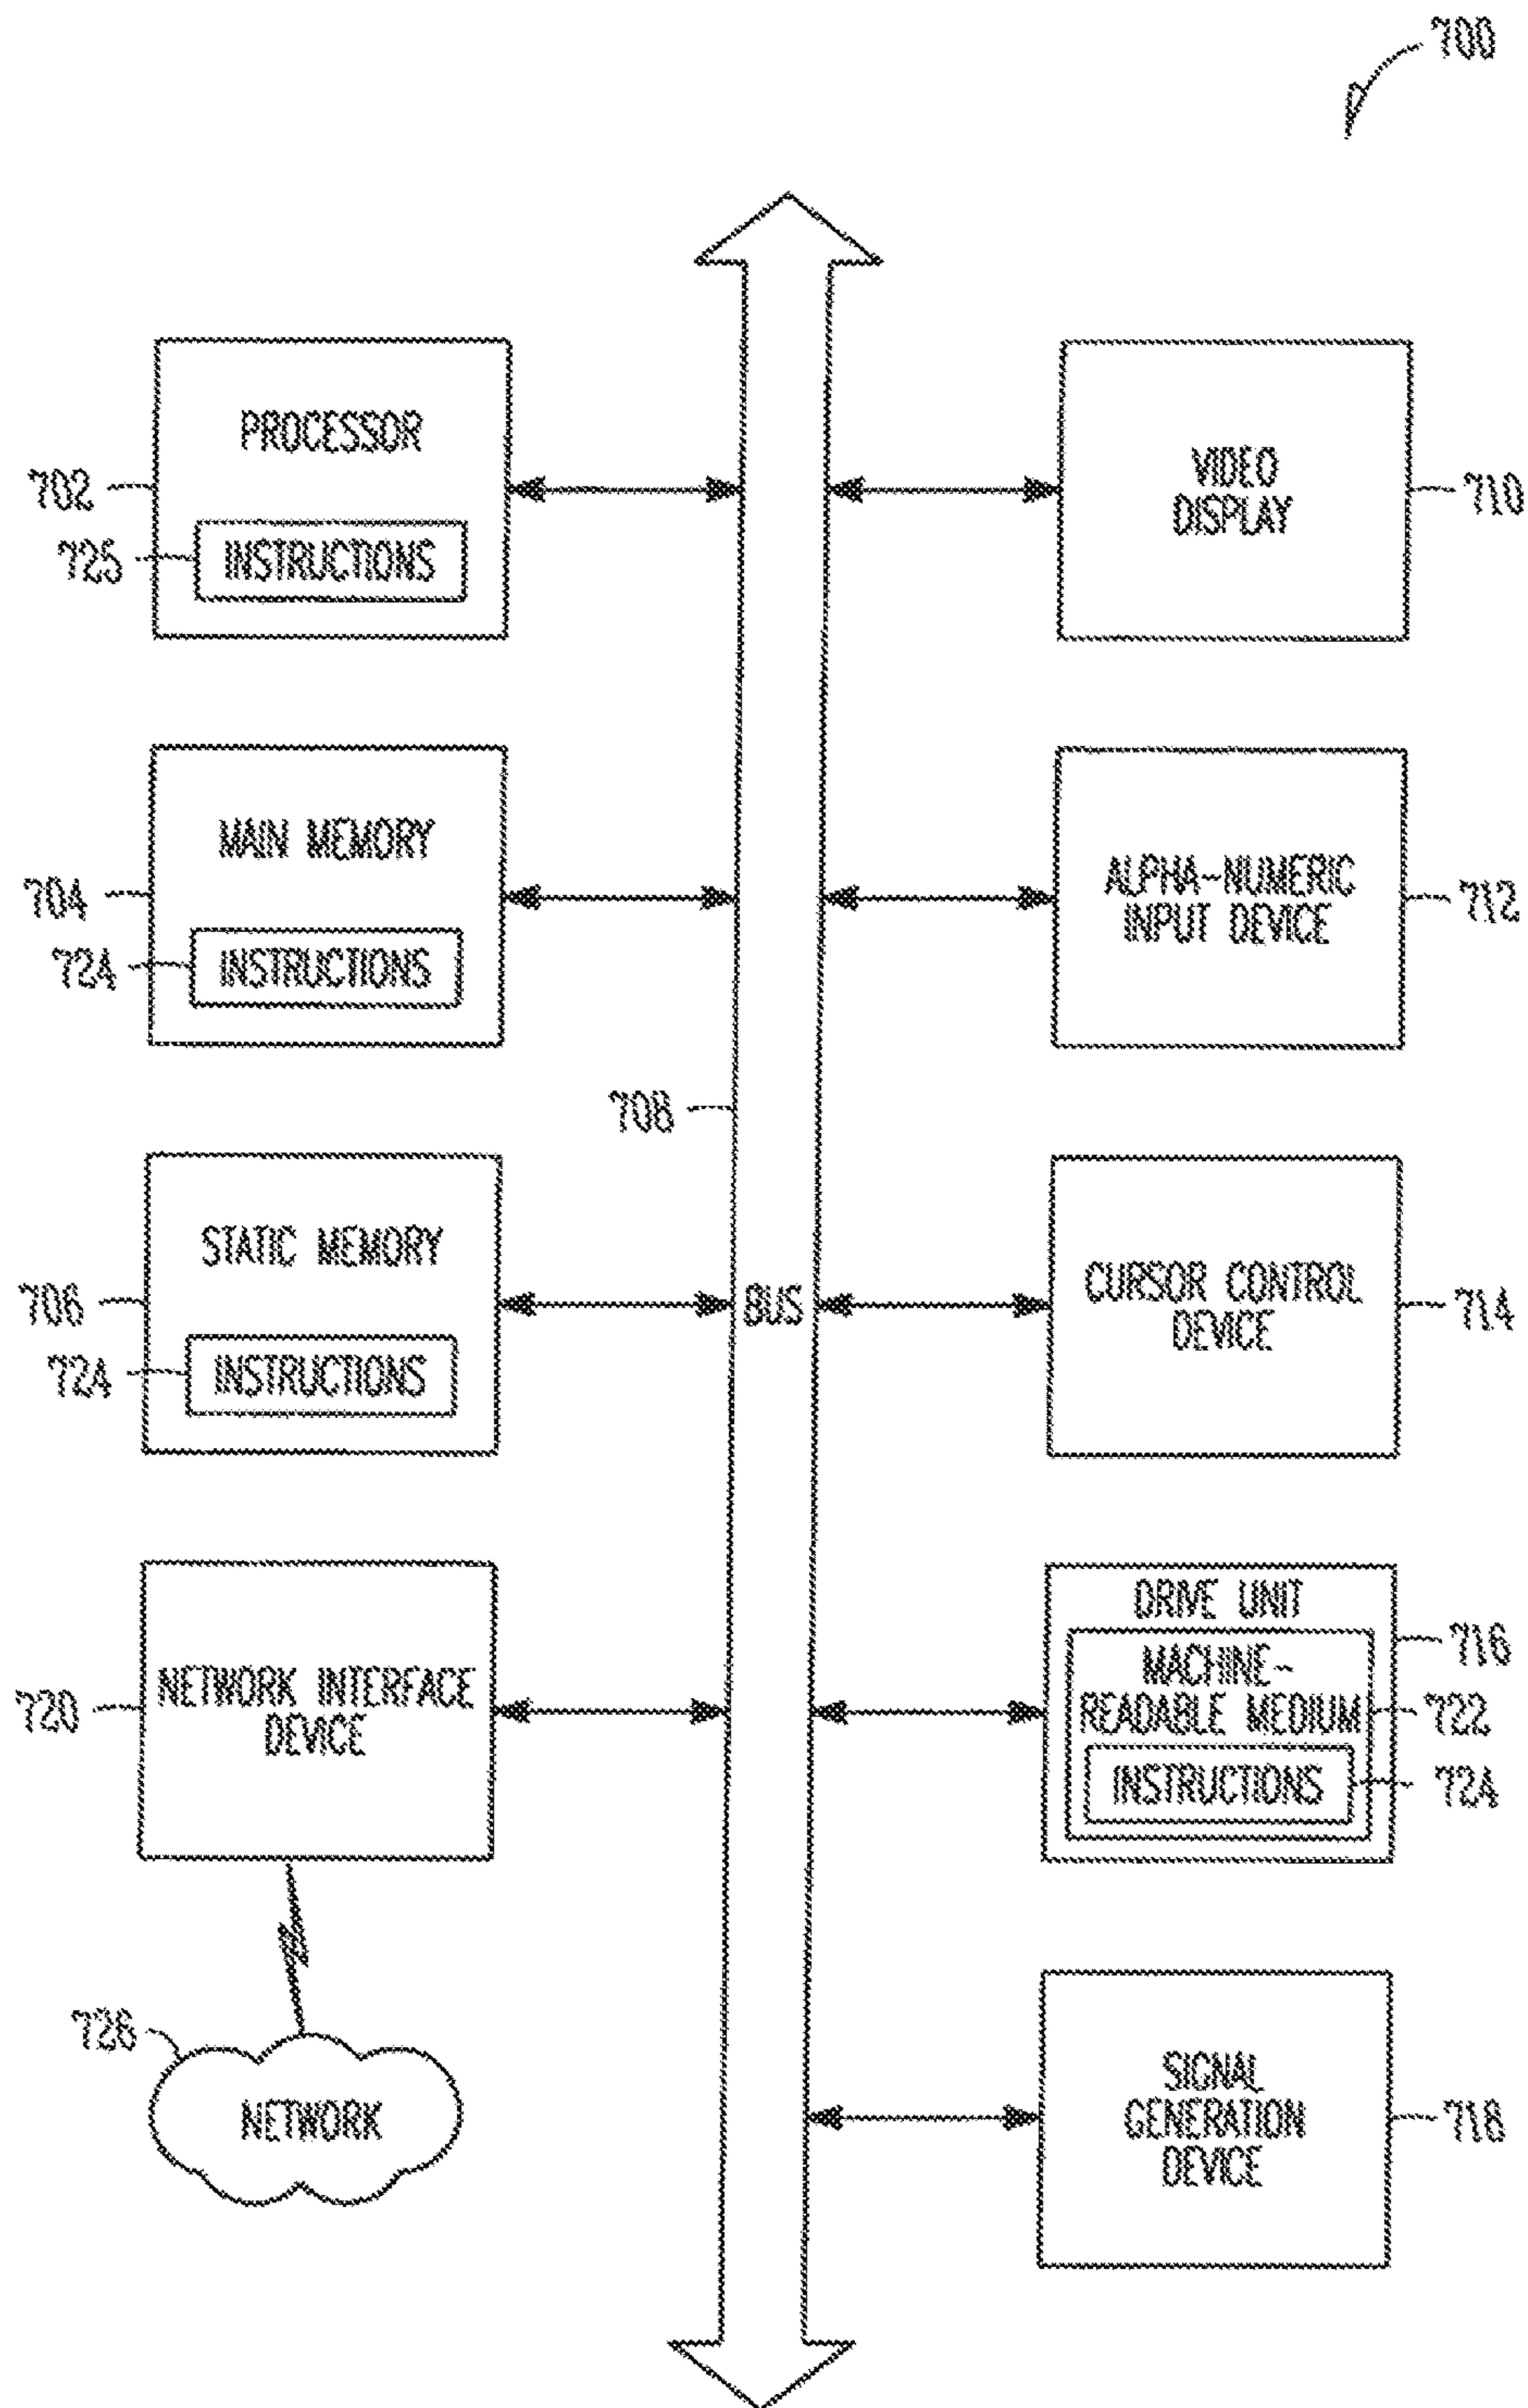 700
PROCESSOR
702
725
INSTRUCTIONS
VIDEO
DISPLAY
710
MAIN MEMORY
704
724
INSTRUCTIONS
ALPHA-NUMERIC
INPUT DEVICE
712
708
BUS
STATIC MEMORY
706
724
INSTRUCTIONS
CURSOR CONTROL
DEVICE
714
NETWORK INTERFACE
DEVICE
720
DRIVE UNIT
716
MACHINE-
READABLE MEDIUM
722
INSTRUCTIONS
724
726
NETWORK
SIGNAL
GENERATION
DEVICE
718